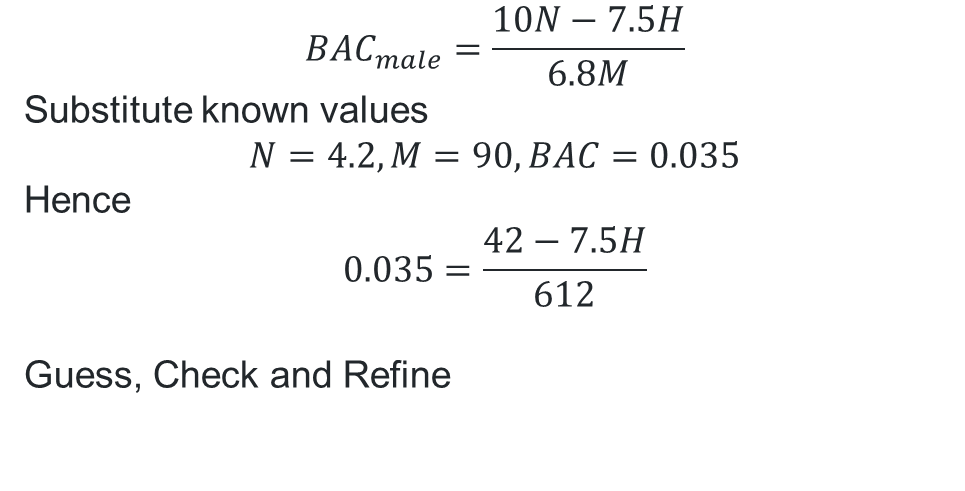 BACmale = 10N − 7.5H / 6.8M
Substitute known values
N = 4.2, M = 90, BAC = 0.035
Hence
0.035 = 42 − 7.5H / 612
Guess, Check and Refine